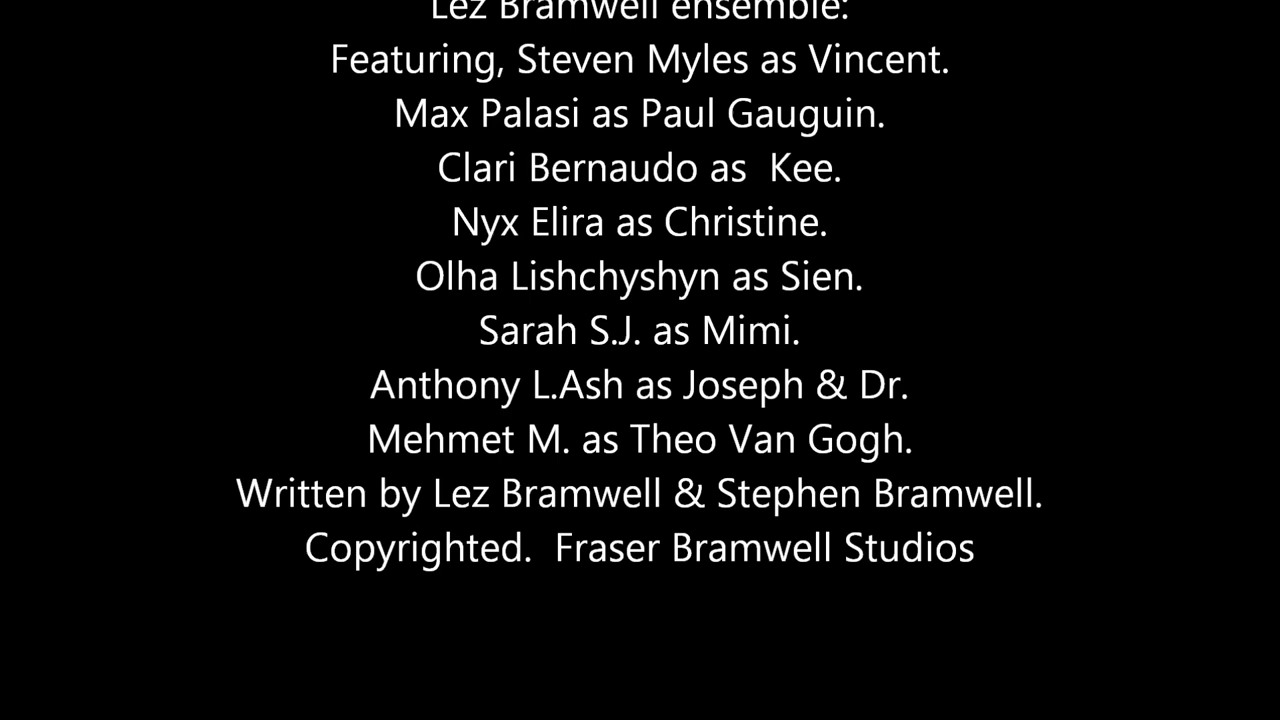 Lez Bramwell ensemble:
Featuring, Steven Myles as Vincent.
Max Palasi as Paul Gauguin.
Clari Bernaudo as  Kee.
Nyx Elira as Christine.
Olha Lishchyshyn as Sien.
Sarah S.J. as Mimi.
Anthony L.Ash as Joseph & Dr.
Mehmet M. as Theo Van Gogh.
Written by Lez Bramwell & Stephen Bramwell.
Copyrighted.  Fraser Bramwell Studios